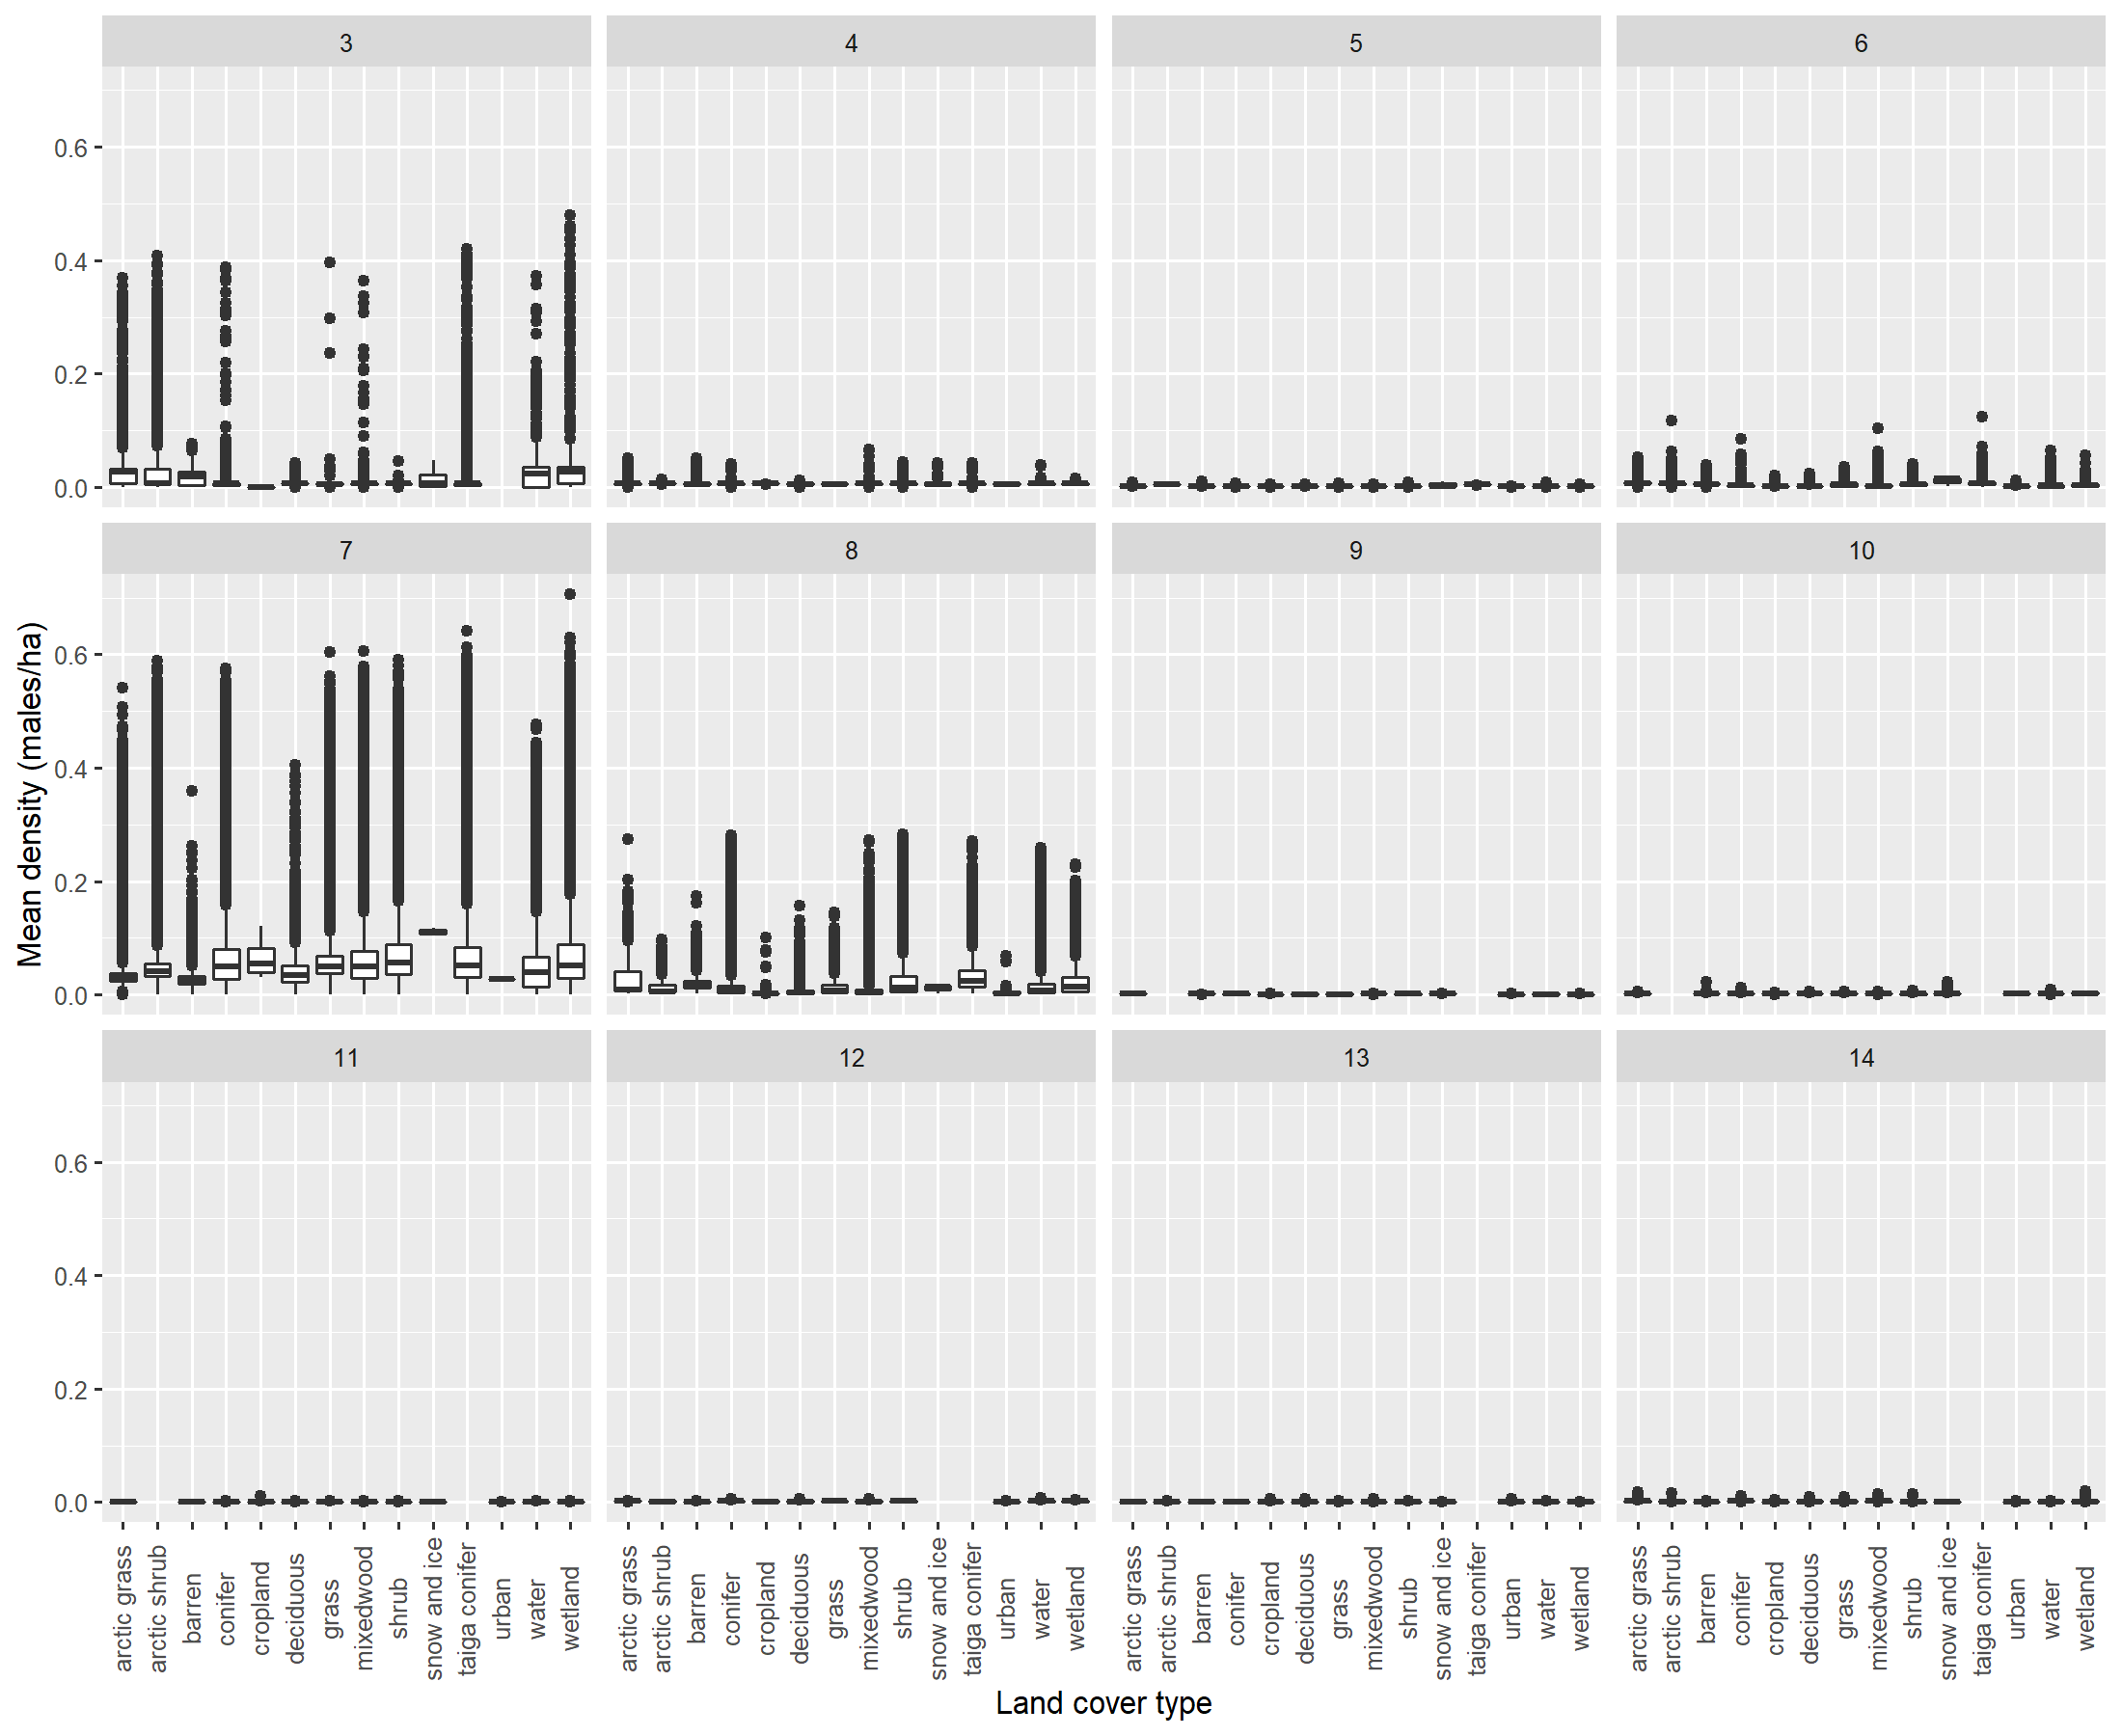 3 4 5 6
0.6
0.4
0.2
0.0
7 8 9 10
Mean density (males/ha)
0.6
0.4
0.2
0.0
11 12 13 14
0.6
0.4
0.2
0.0
arctic grass arctic shrub barren conifer cropland deciduous grass mixedwood shrub snow and ice taiga conifer urban water wetland
arctic grass arctic shrub barren conifer cropland deciduous grass mixedwood shrub snow and ice taiga conifer urban water wetland
arctic grass arctic shrub barren conifer cropland deciduous grass mixedwood shrub snow and ice taiga conifer urban water wetland
arctic grass arctic shrub barren conifer cropland deciduous grass mixedwood shrub snow and ice taiga conifer urban water wetland
Land cover type